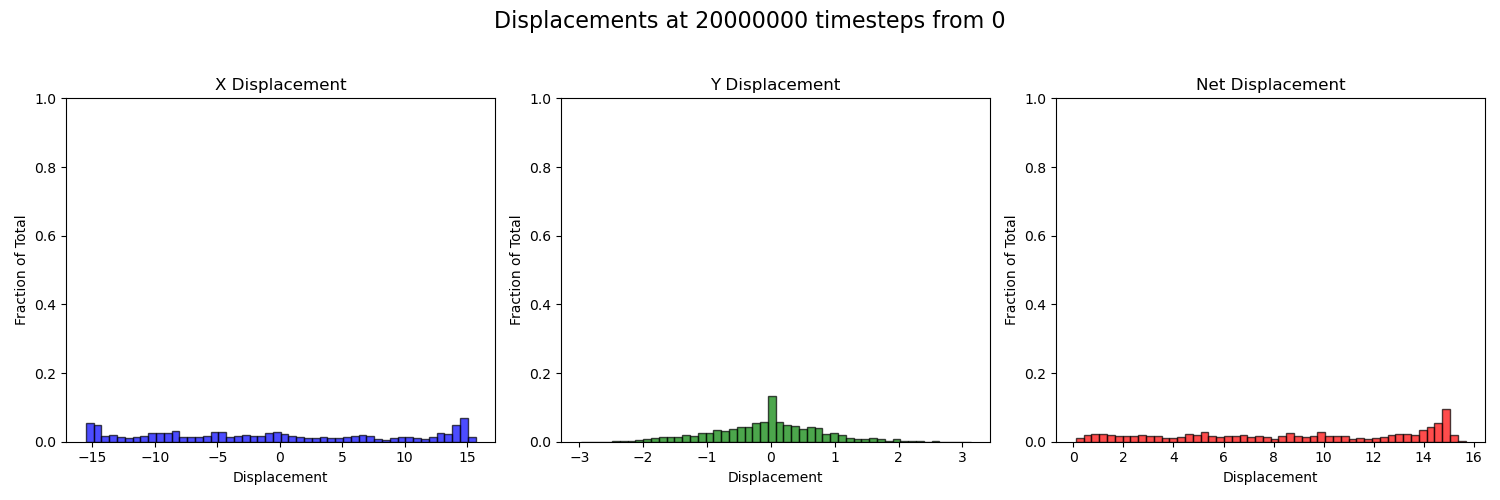 Displacements at 20000000 timesteps from 0
X Displacement
Fraction of Total
1.0
0.8
0.6
0.4
0.2
0.0
−15 −10 −5 0 5 10 15
Displacement
Y Displacement
Fraction of Total
1.0
0.8
0.6
0.4
0.2
0.0
−3 −2 −1 0 1 2 3
Displacement
Net Displacement
Fraction of Total
1.0
0.8
0.6
0.4
0.2
0.0
0 2 4 6 8 10 12 14 16
Displacement